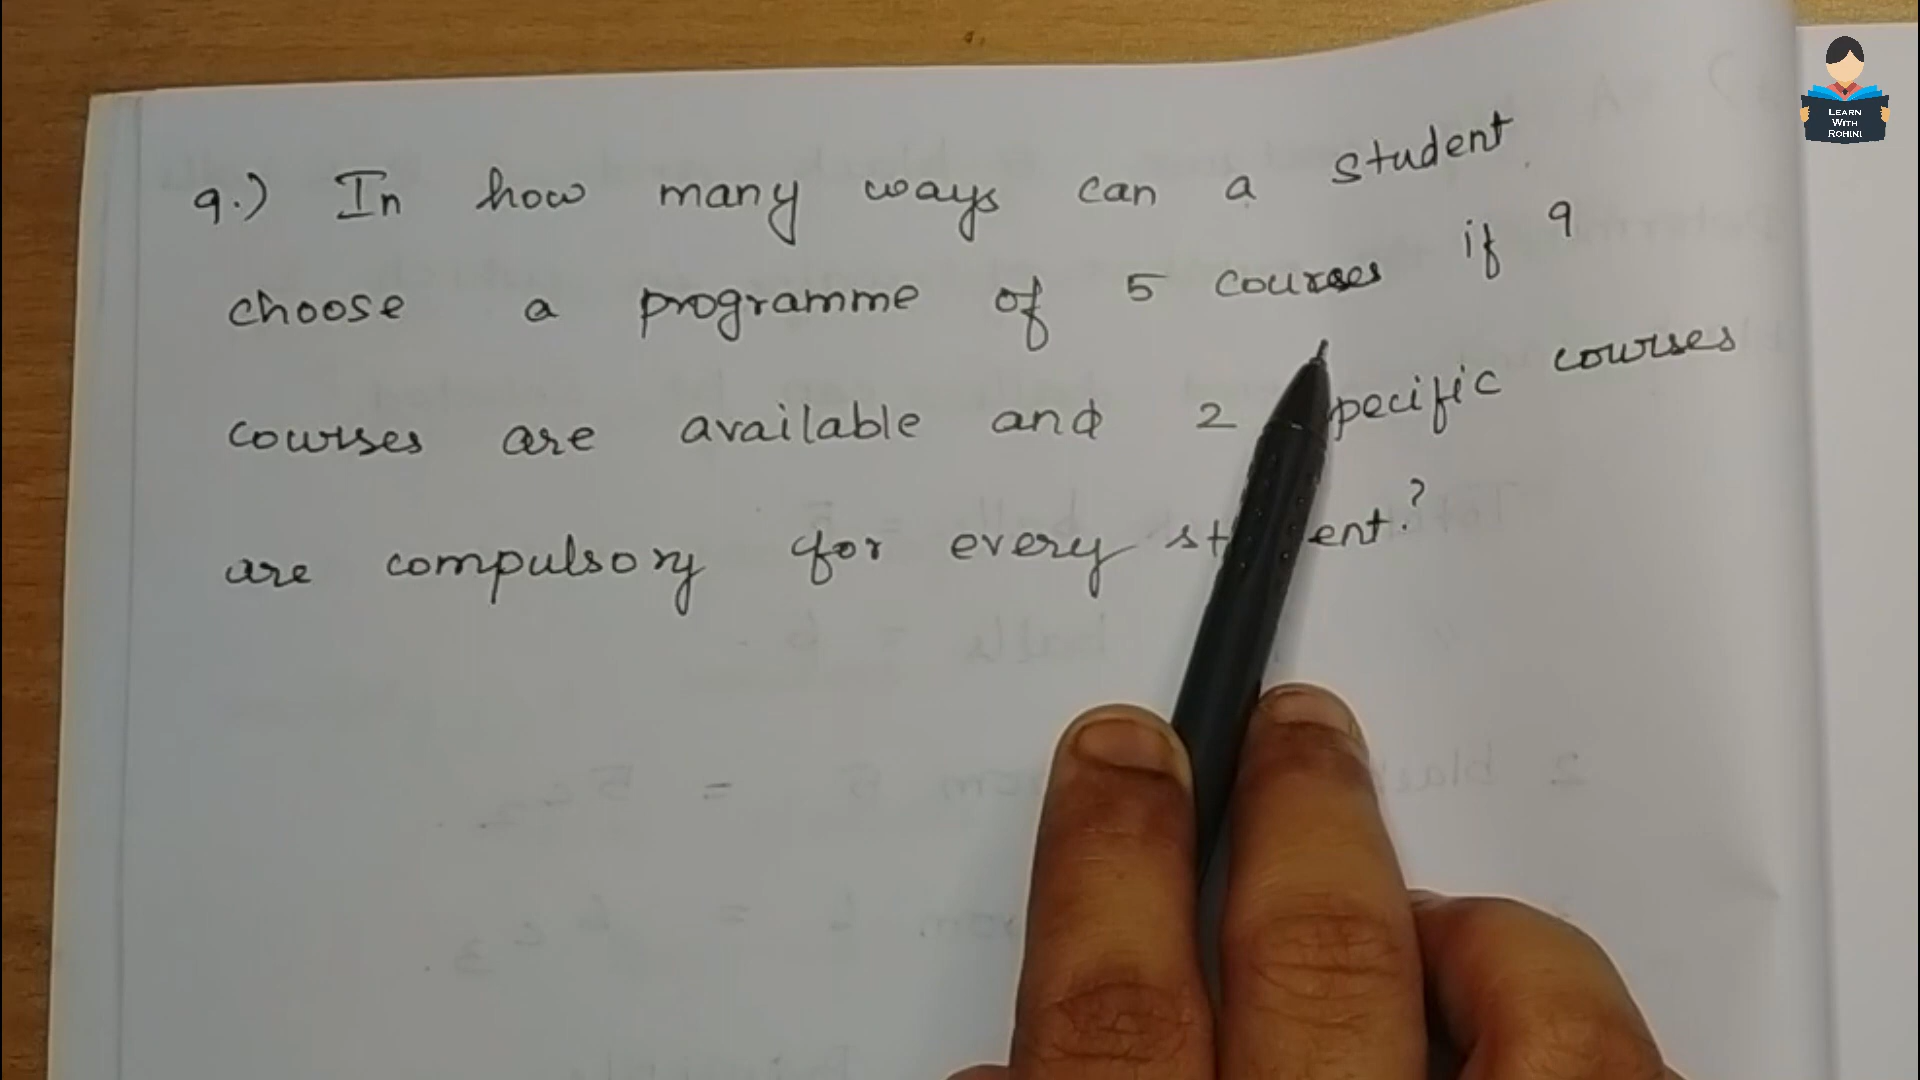 9.) In how many ways can a student
choose a programme of 5 courses if 9
courses are available and 2 specific courses
are compulsory for every student.?
LEARN
WITH
ROHINI